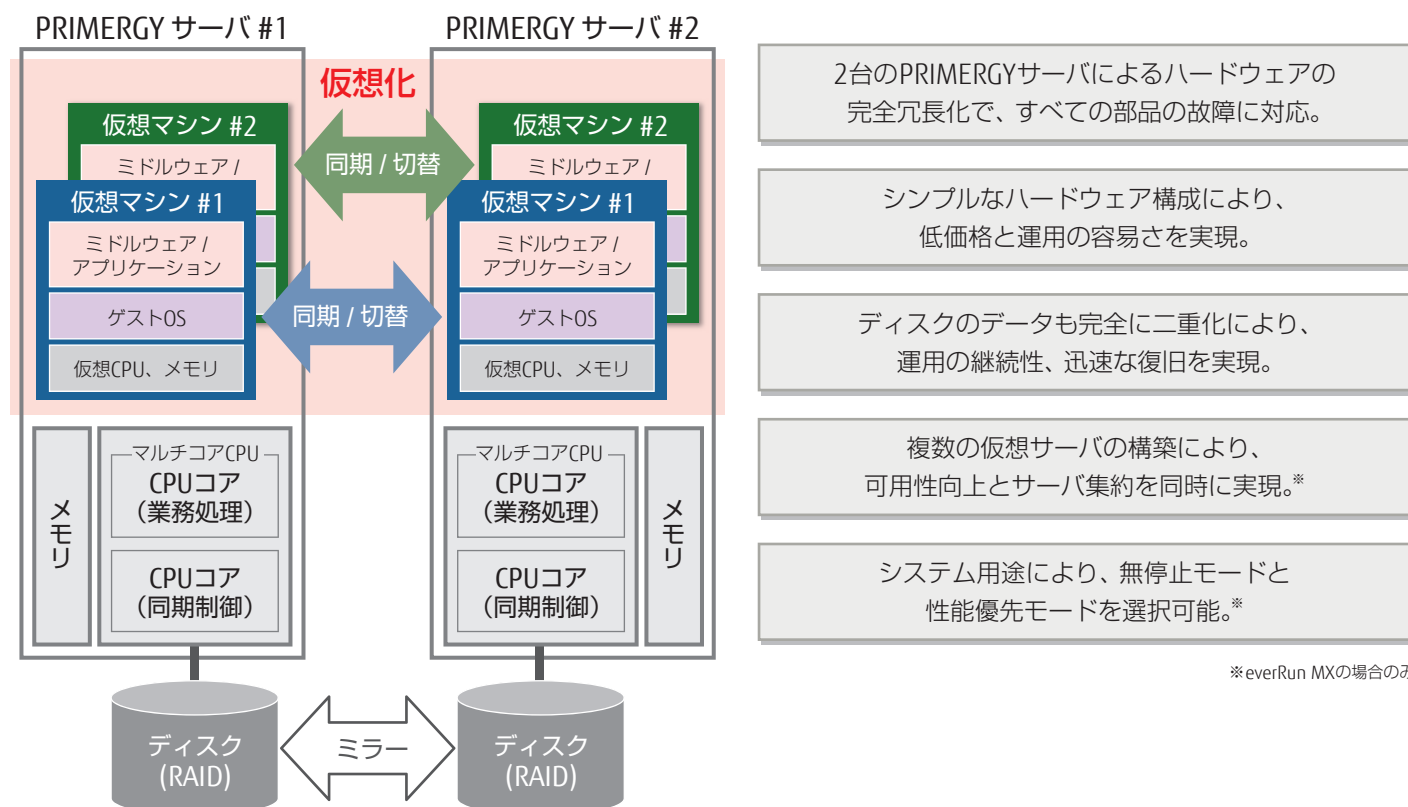 PRIMERGY サーバ #1
PRIMERGY サーバ #2
仮想化
仮想マシン #2
ミドルウェア /
仮想マシン #1
ミドルウェア /
アプリケーション
ゲストOS
仮想CPU、メモリ
同期 / 切替
同期 / 切替
仮想マシン #2
ミドルウェア /
仮想マシン #1
ミドルウェア /
アプリケーション
ゲストOS
仮想CPU、メモリ
メモリ
マルチコアCPU
CPUコア
（業務処理）
CPUコア
（同期制御）
マルチコアCPU
CPUコア
（業務処理）
CPUコア
（同期制御）
メモリ
ディスク
(RAID)
ミラー
ディスク
(RAID)
2台のPRIMERGYサーバによるハードウェアの
完全冗長化で、すべての部品の故障に対応。
シンプルなハードウェア構成により、
低価格と運用の容易さを実現。
ディスクのデータも完全に二重化により、
運用の継続性、迅速な復旧を実現。
複数の仮想サーバの構築により、
可用性向上とサーバ集約を同時に実現。※
システム用途により、無停止モードと
性能優先モードを選択可能。※
※everRun MXの場合のみ